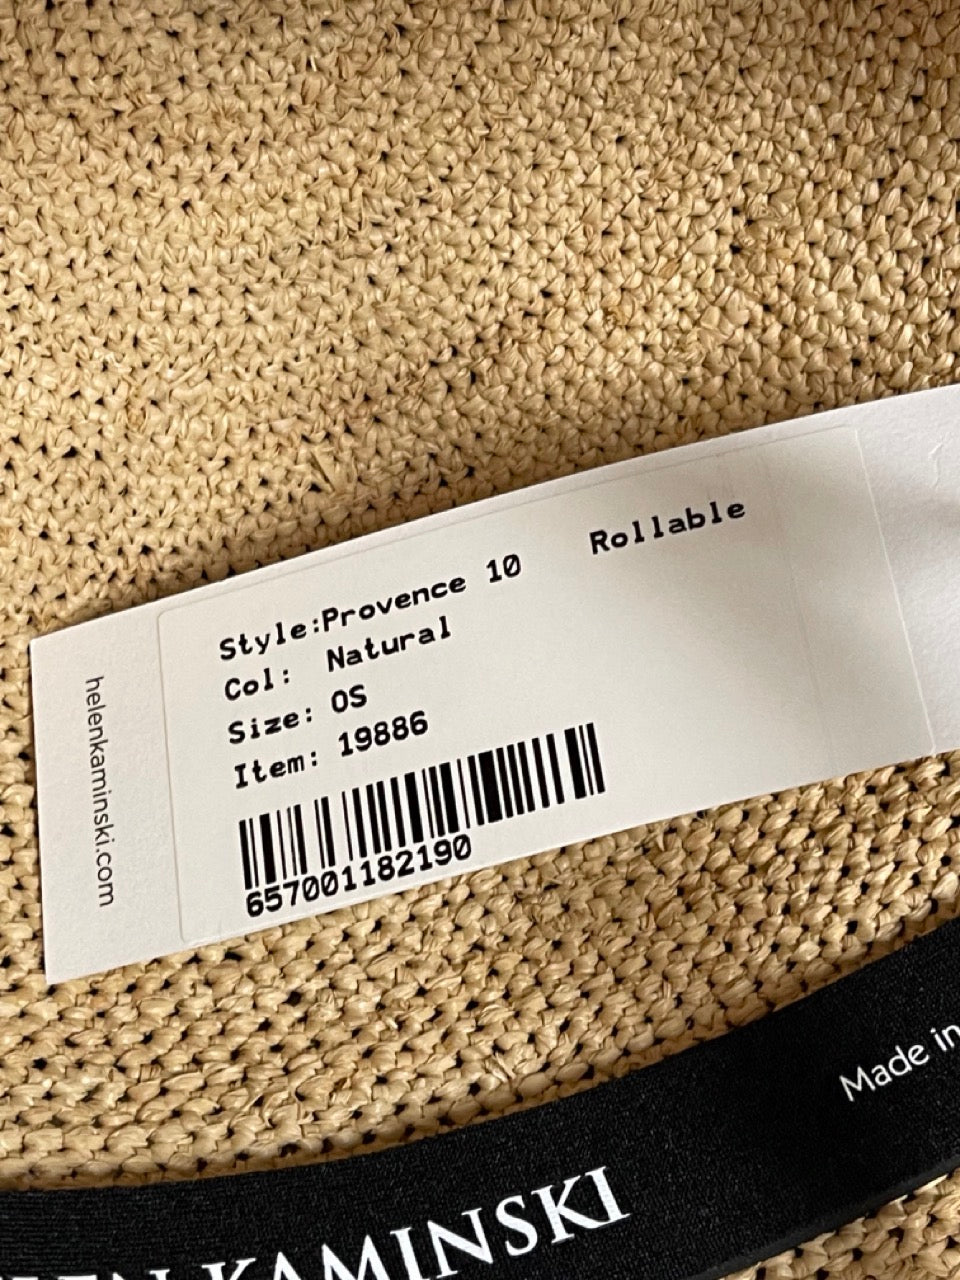 Style:Provence 10 Rollable
Col: Natural
Size: OS
Item: 19886
657001182190
helenkaminski.com
Made in
KAMINSKI